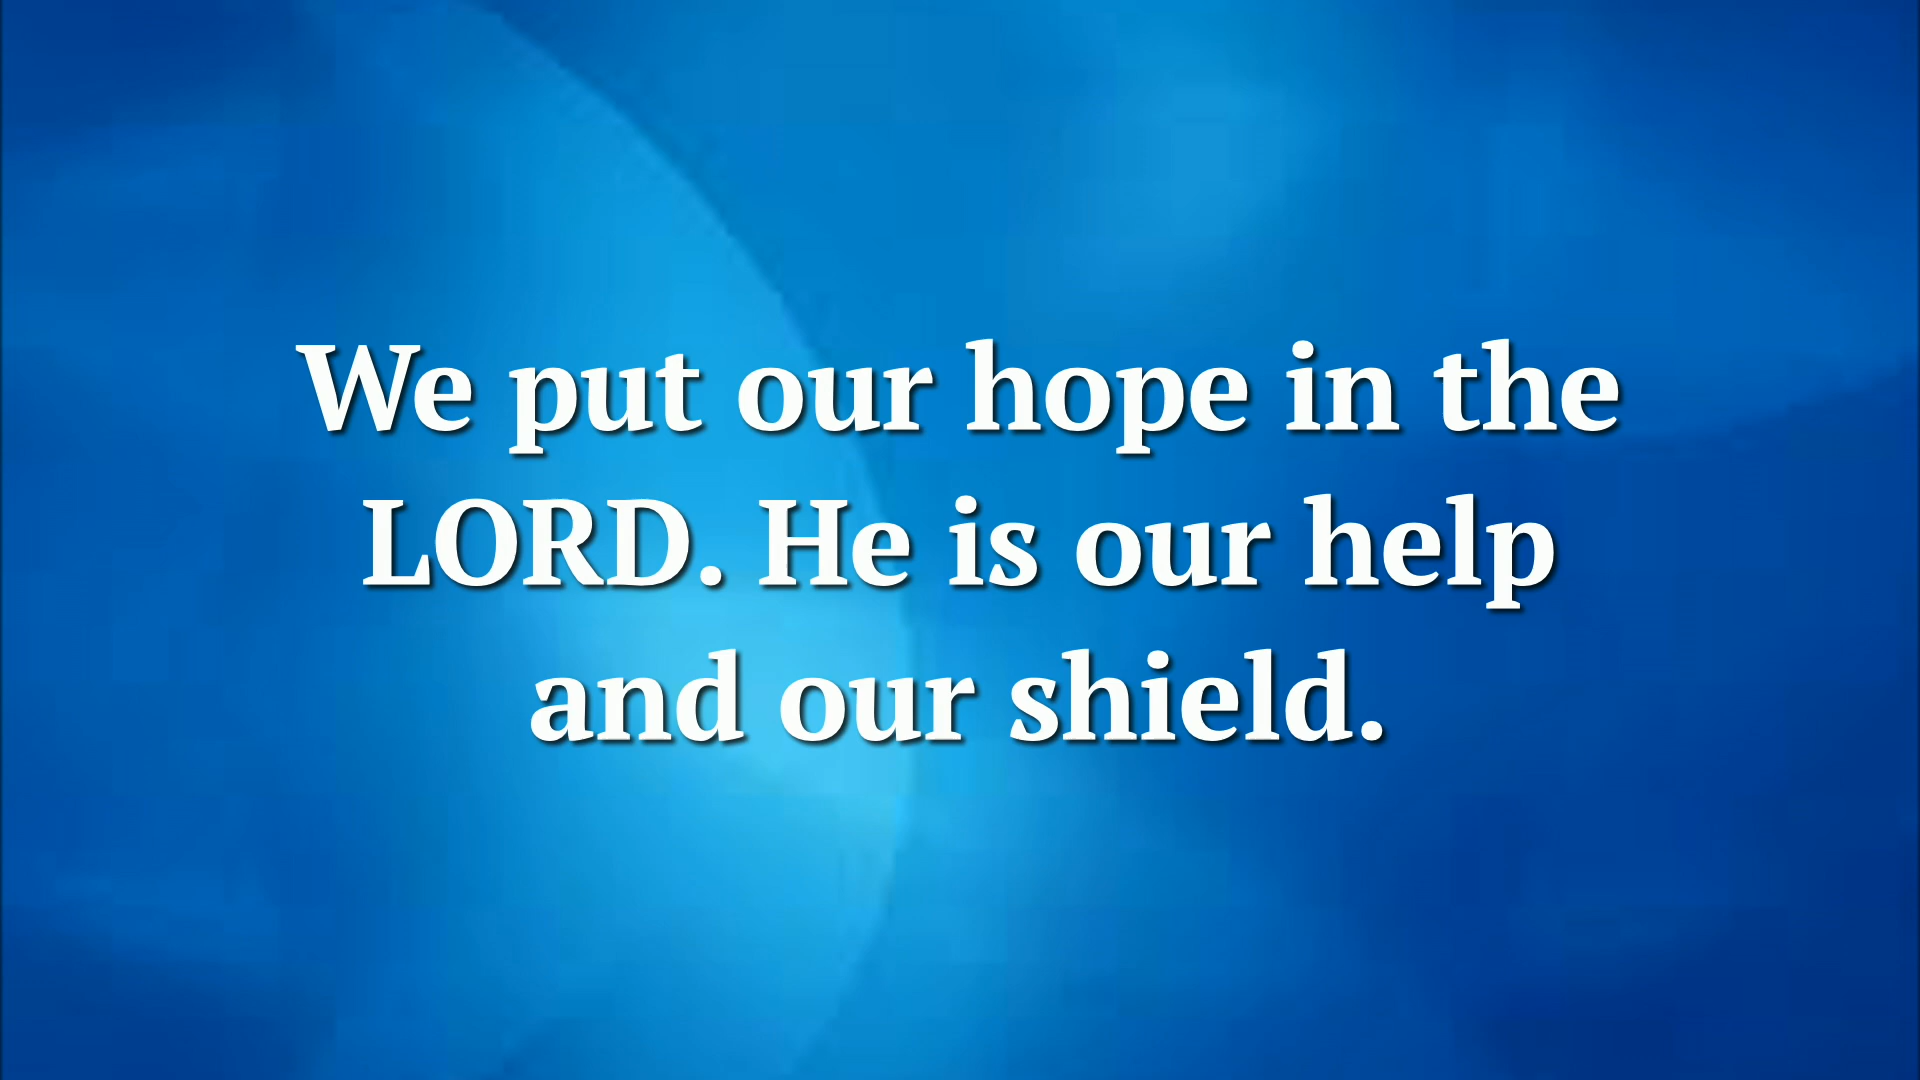 We put our hope in the
LORD. He is our help
and our shield.